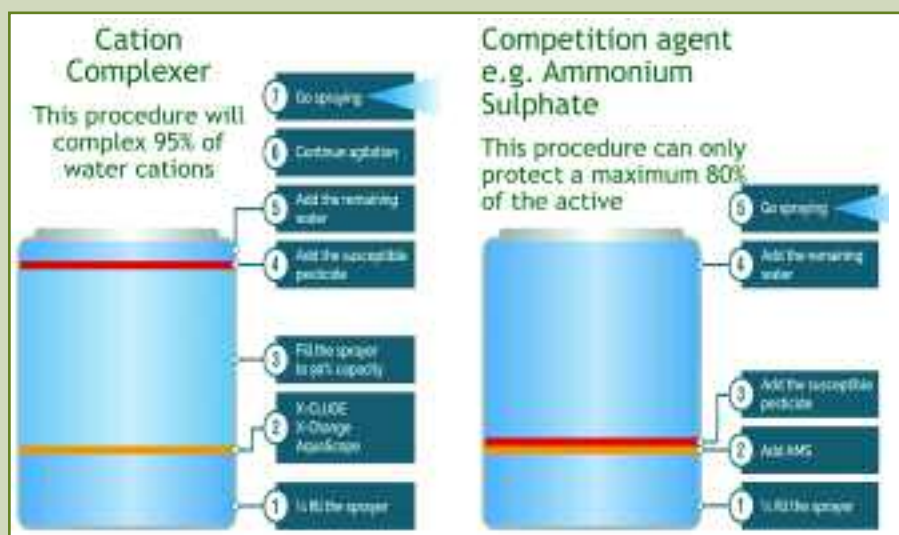 Cation
Complexer
This procedure will
complex 95% of
water cations
7 Go spraying
6 Continue agitation
5 Add the remaining
water
4 Add the susceptible
pesticide
3 Fill the sprayer
to 90% capacity
2 X-CLUDE
X-Change
AquaScope
1 ¼ fill the sprayer
Competition agent
e.g. Ammonium
Sulphate
This procedure can only
protect a maximum 80%
of the active
5 Go spraying
4 Add the remaining
water
3 Add the susceptible
pesticide
2 Add AMS
1 ¼ fill the sprayer